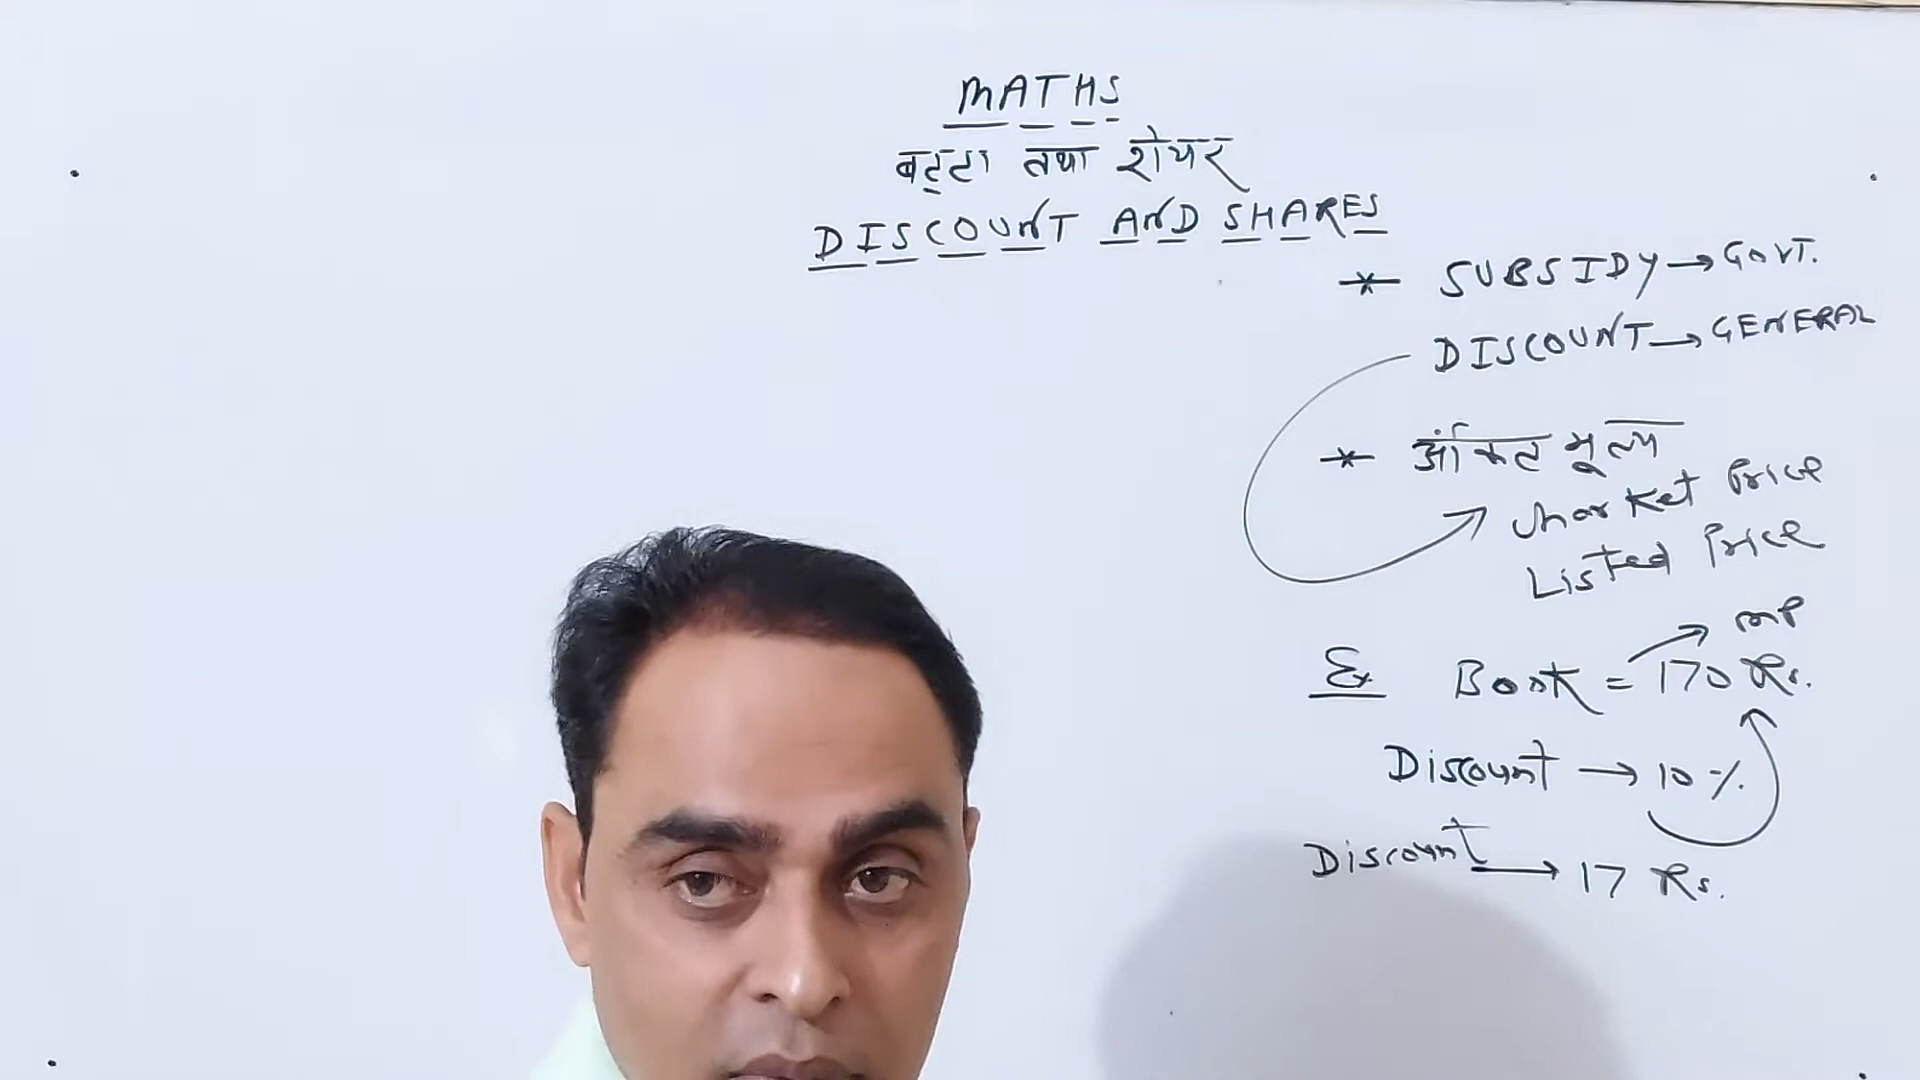 MATHS
बट्टा तथा शेयर
DISCOUNT AND SHARES
* SUBSIDY → GOVT.
DISCOUNT → GENERAL
* अंकित मूल्य
Market Price
Listed Price
MP
Ex Book = 170 Rs.
Discount → 10 %
Discount → 17 Rs.